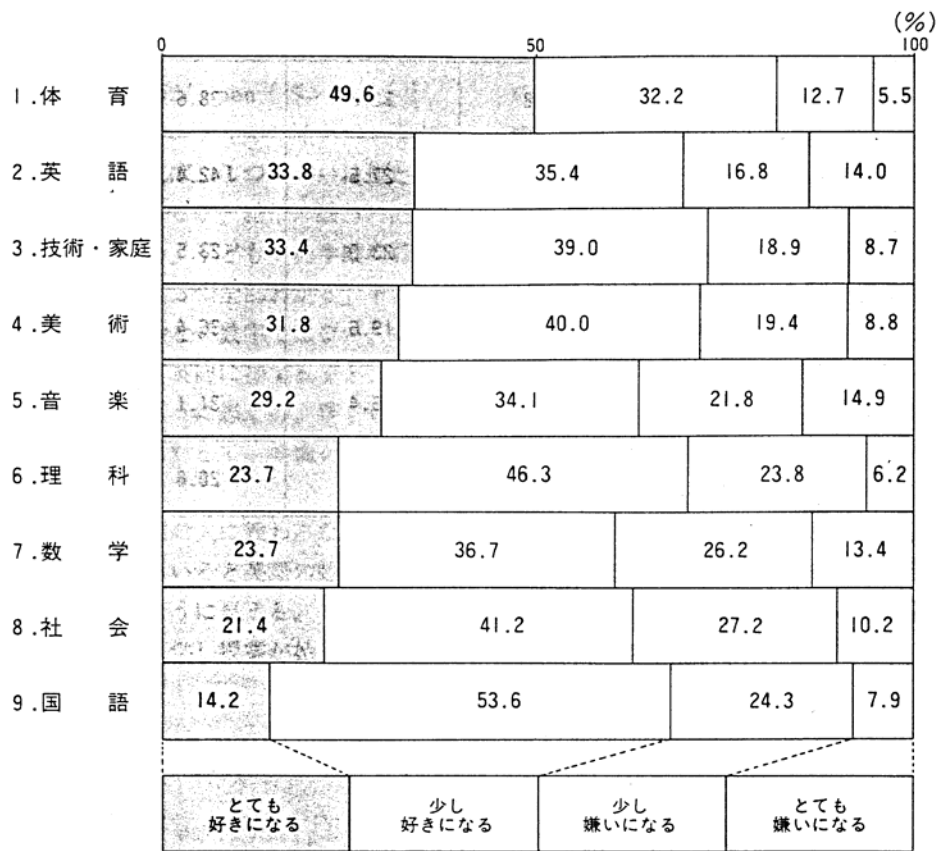 (%)
0 50 100
1.体育 49.6 32.2 12.7 5.5
2.英語 33.8 35.4 16.8 14.0
3.技術・家庭 33.4 39.0 18.9 8.7
4.美術 31.8 40.0 19.4 8.8
5.音楽 29.2 34.1 21.8 14.9
6.理科 23.7 46.3 23.8 6.2
7.数学 23.7 36.7 26.2 13.4
8.社会 21.4 41.2 27.2 10.2
9.国語 14.2 53.6 24.3 7.9
とても 少し 少し とても
好きになる 好きになる 嫌いになる 嫌いになる